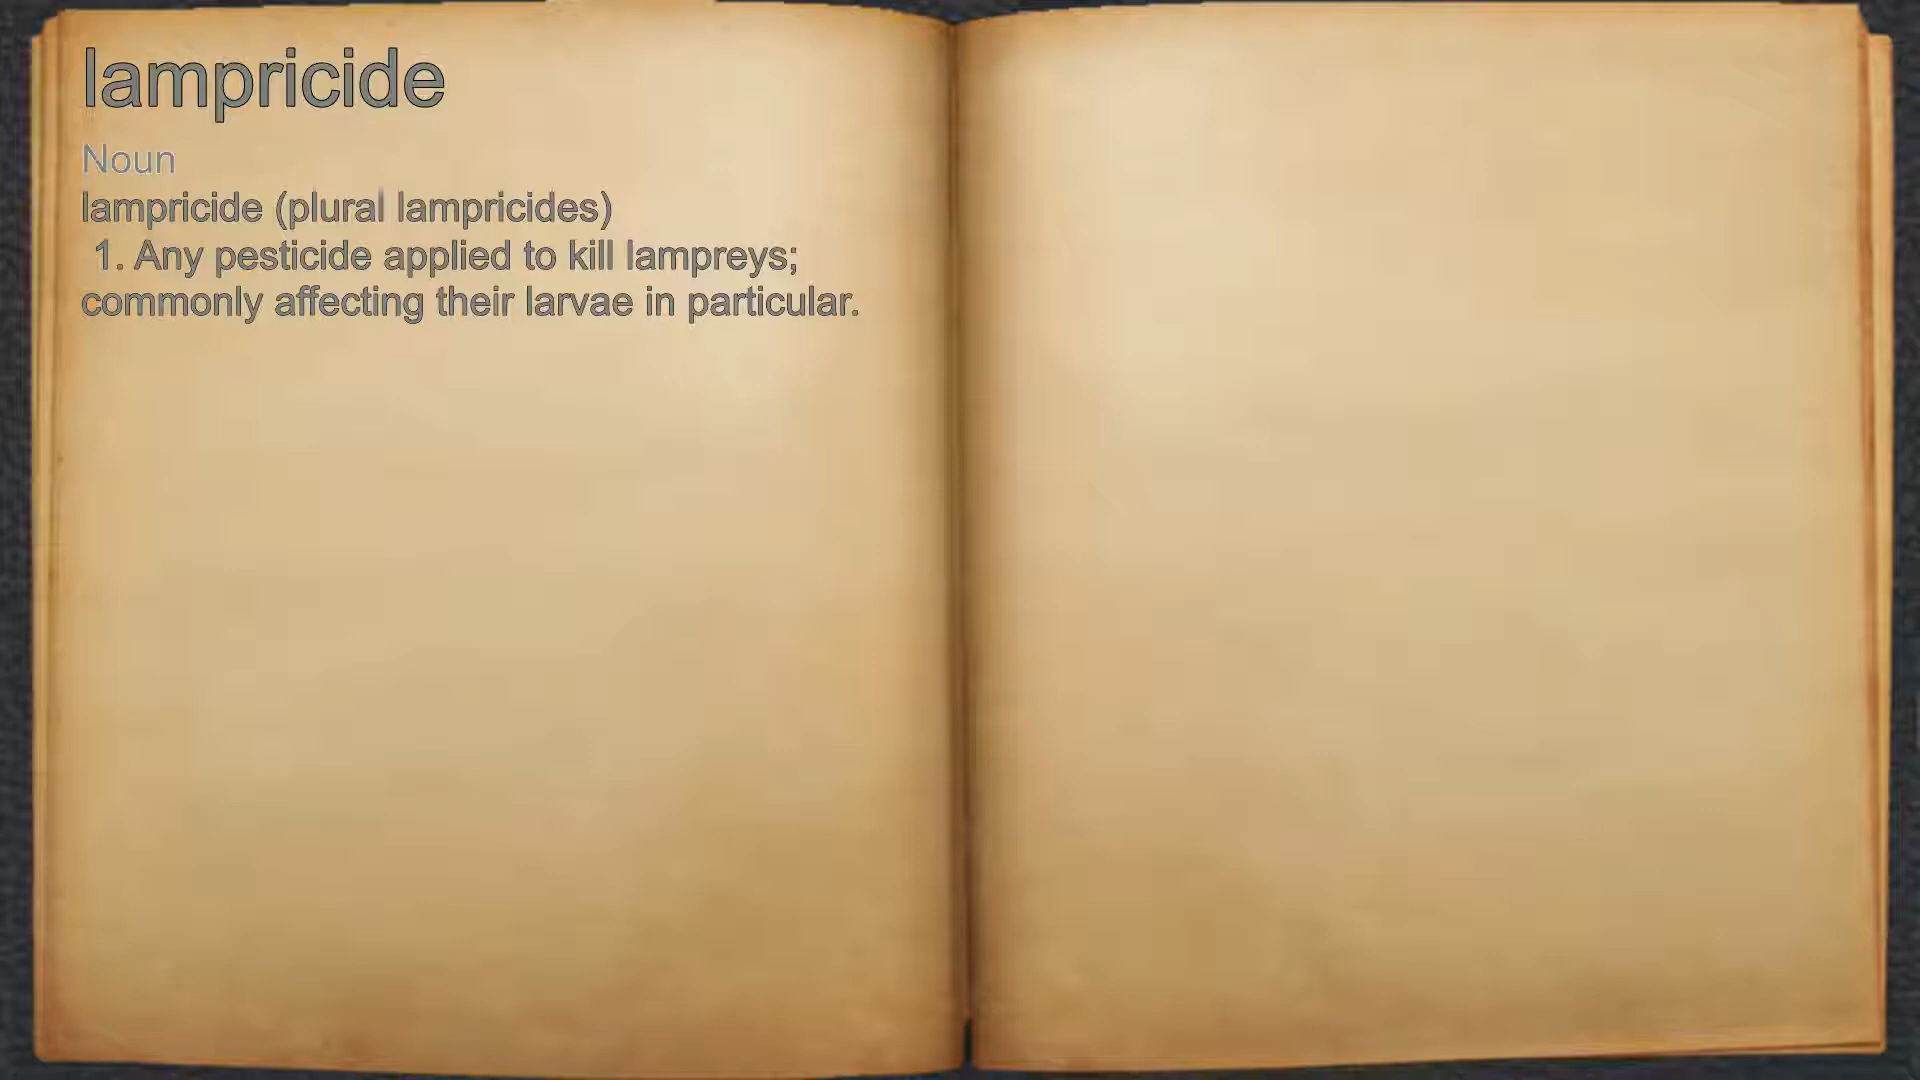 lampricide
Noun
lampricide (plural lampricides)
1. Any pesticide applied to kill lampreys;
commonly affecting their larvae in particular.